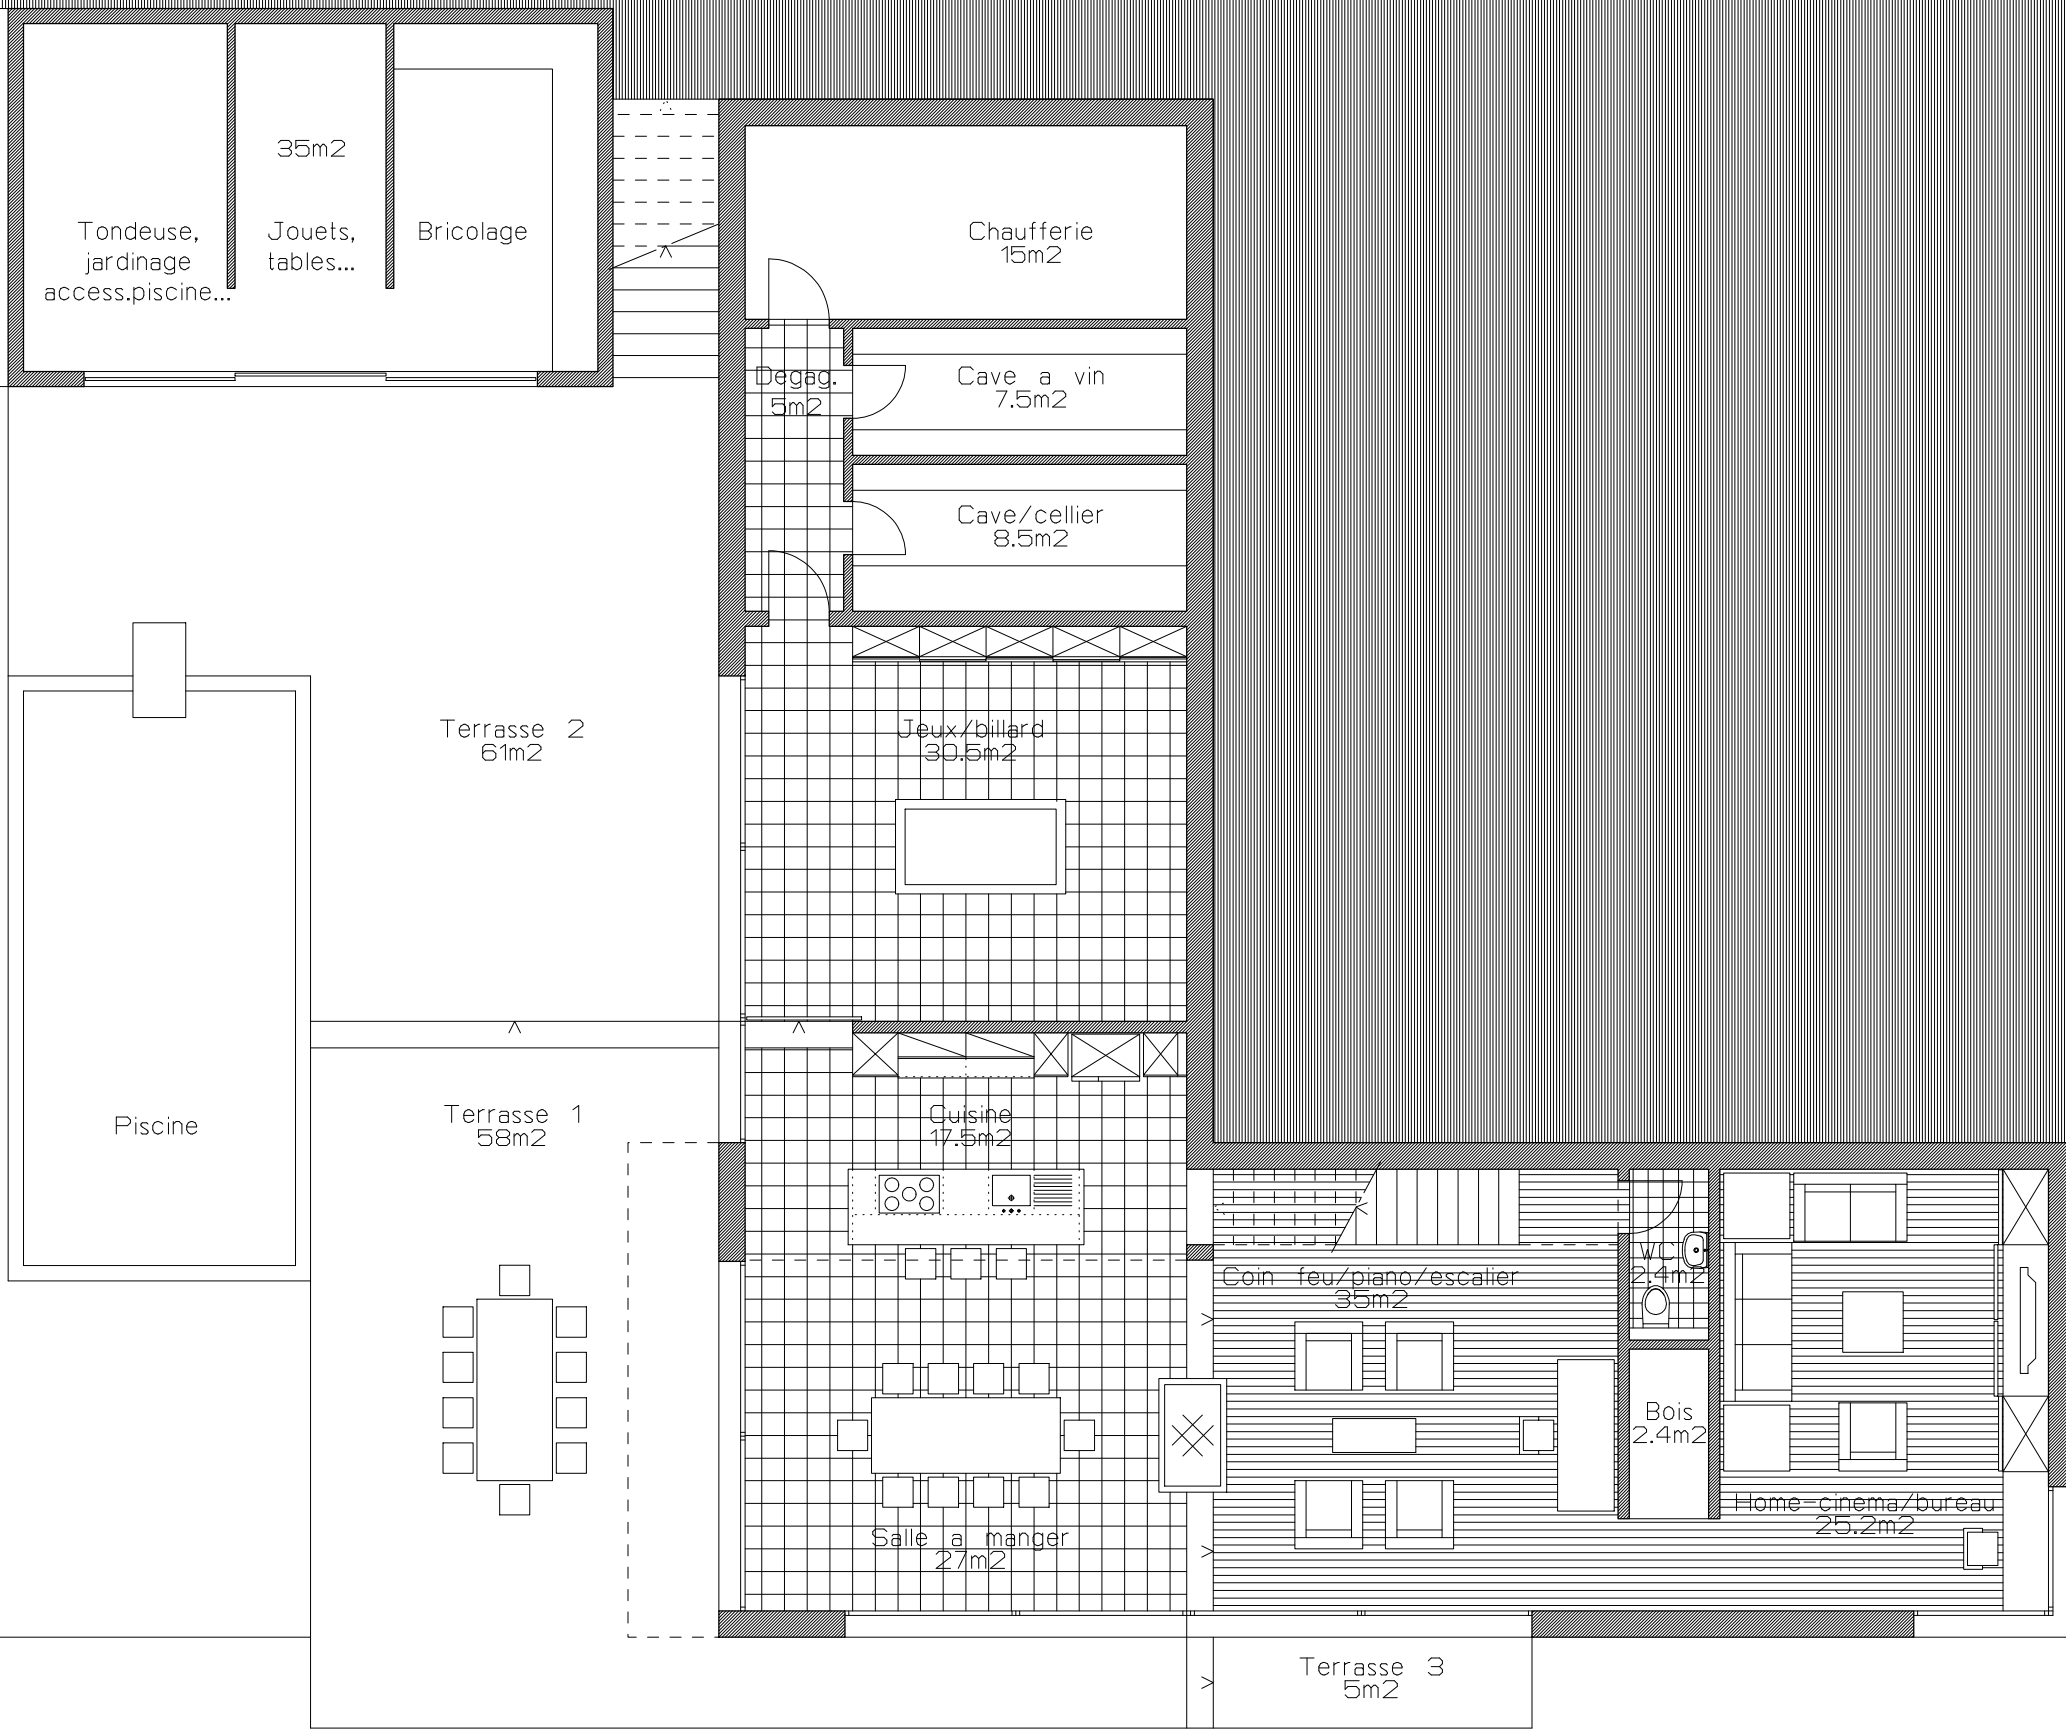 35m2
Tondeuse,
jardinage
access.piscine...
Jouets,
tables...
Bricolage
Chaufferie
15m2
Degag.
5m2
Cave a vin
7.5m2
Cave/cellier
8.5m2
Terrasse 2
61m2
Jeux/billard
30.5m2
Piscine
Terrasse 1
58m2
Cuisine
17.5m2
Coin feu/piano/escalier
35m2
WC
2.4m2
Bois
2.4m2
Home-cinema/bureau
25.2m2
Salle a manger
27m2
Terrasse 3
5m2